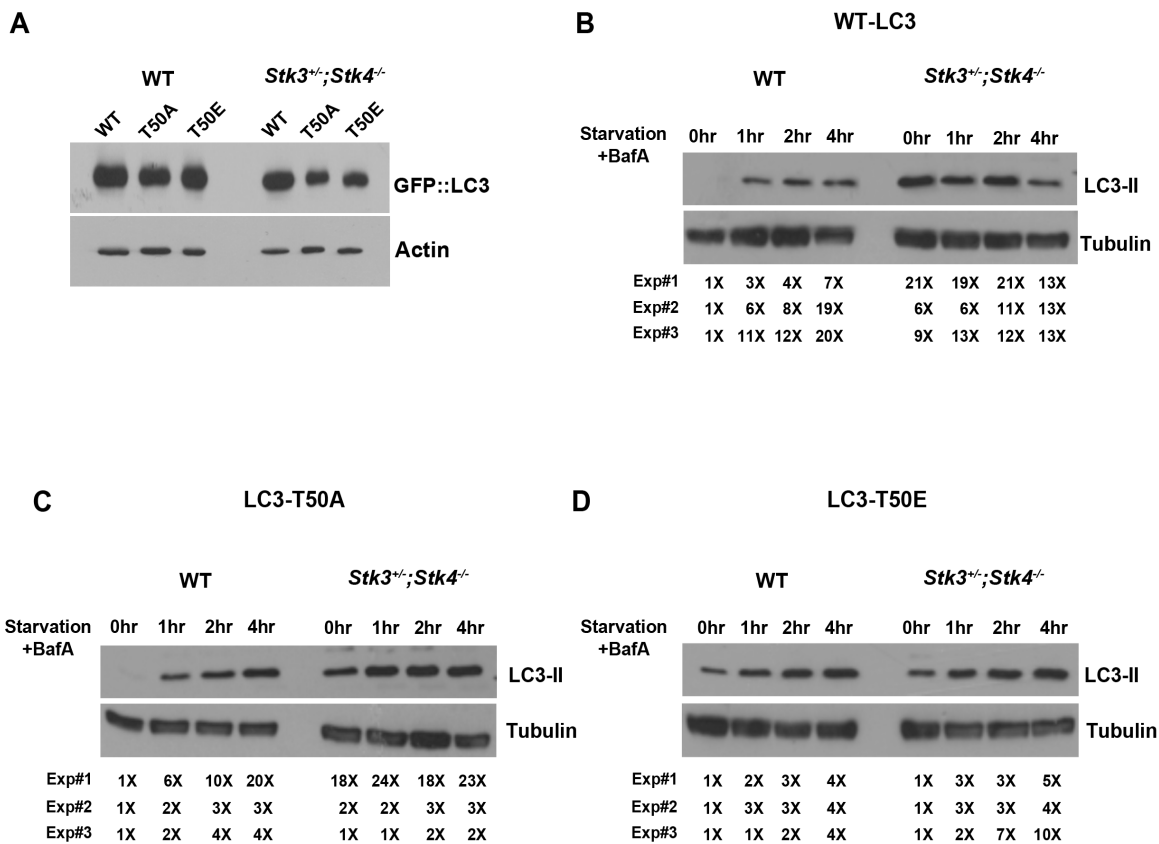 A
WT Stk3+/-;Stk4-/-
WT T50A T50E WT T50A T50E
GFP::LC3
Actin
B
WT-LC3
WT Stk3+/-;Stk4-/-
Starvation +BafA 0hr 1hr 2hr 4hr 0hr 1hr 2hr 4hr
LC3-II
Tubulin
Exp#1 1X 3X 4X 7X 21X 19X 21X 13X
Exp#2 1X 6X 8X 19X 6X 6X 11X 13X
Exp#3 1X 11X 12X 20X 9X 13X 12X 13X
C
LC3-T50A
WT Stk3+/-;Stk4-/-
Starvation +BafA 0hr 1hr 2hr 4hr 0hr 1hr 2hr 4hr
LC3-II
Tubulin
Exp#1 1X 6X 10X 20X 18X 24X 18X 23X
Exp#2 1X 2X 3X 3X 2X 2X 3X 3X
Exp#3 1X 2X 4X 4X 1X 1X 2X 2X
D
LC3-T50E
WT Stk3+/-;Stk4-/-
Starvation +BafA 0hr 1hr 2hr 4hr 0hr 1hr 2hr 4hr
LC3-II
Tubulin
Exp#1 1X 2X 3X 4X 1X 3X 3X 5X
Exp#2 1X 3X 3X 4X 1X 3X 3X 4X
Exp#3 1X 1X 2X 4X 1X 2X 7X 10X